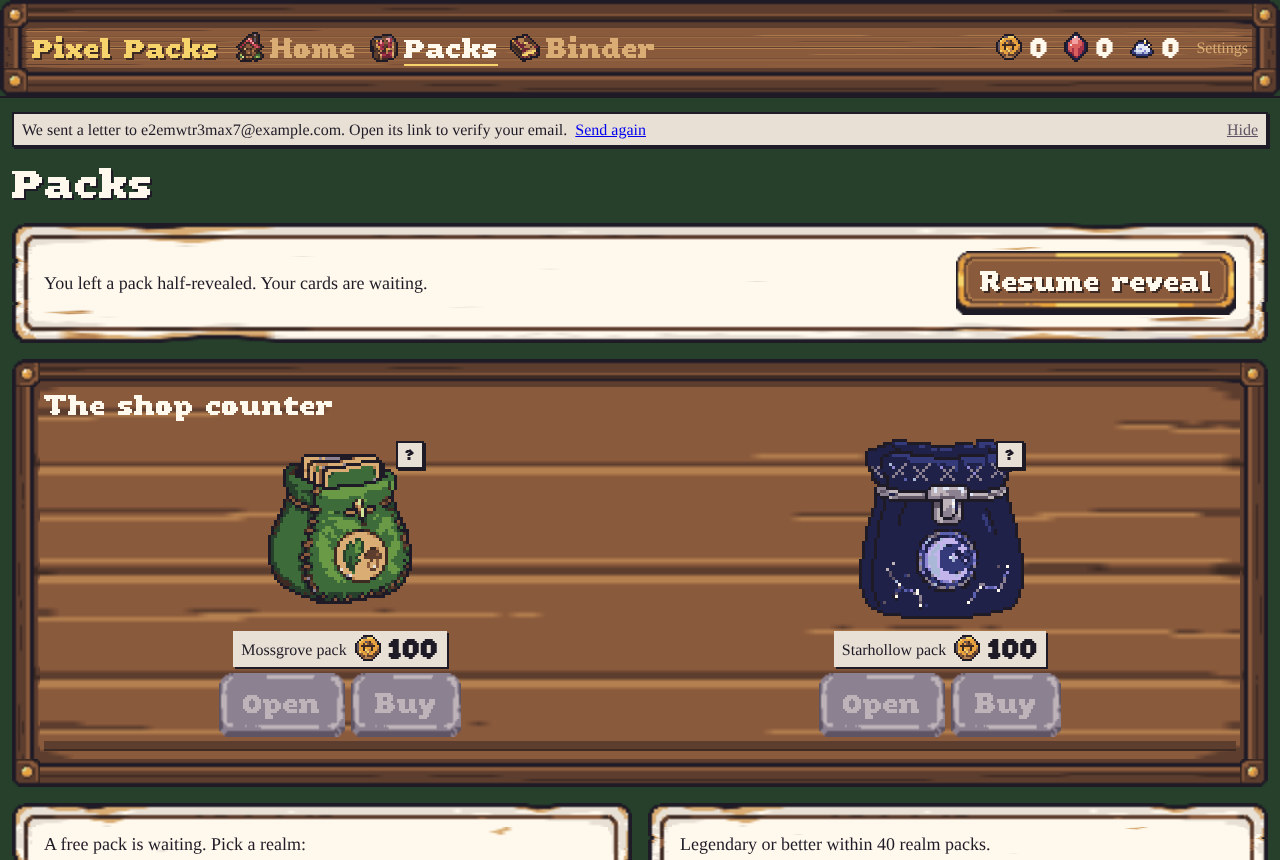 Pixel Packs Home Packs Binder 0 0 0 Settings
We sent a letter to e2emwtr3max7@example.com. Open its link to verify your email. Send again Hide
Packs
You left a pack half-revealed. Your cards are waiting. Resume reveal
The shop counter
? ?
Mossgrove pack 100 Starhollow pack 100
Open Buy Open Buy
A free pack is waiting. Pick a realm: Legendary or better within 40 realm packs.